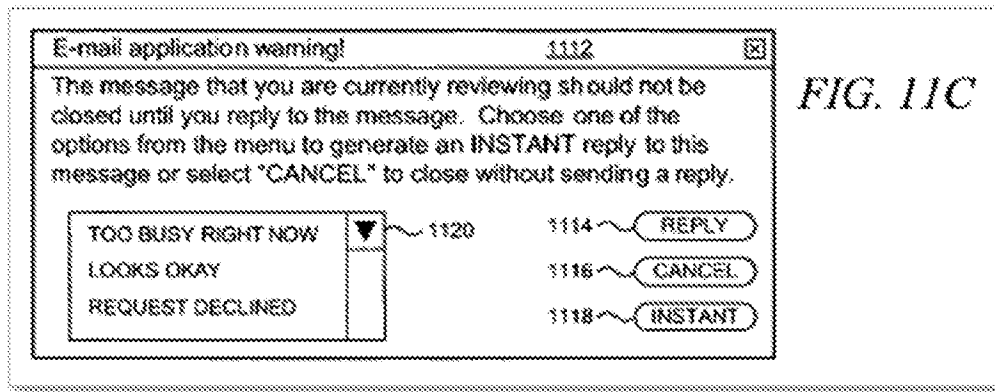 E-mail application warning! 1112
FIG. 11C
The message that you are currently reviewing should not be
closed until you reply to the message. Choose one of the
options from the menu to generate an INSTANT reply to this
message or select "CANCEL" to close without sending a reply.
TOO BUSY RIGHT NOW 1120 1114 REPLY
LOOKS OKAY 1116 CANCEL
REQUEST DECLINED 1118 INSTANT